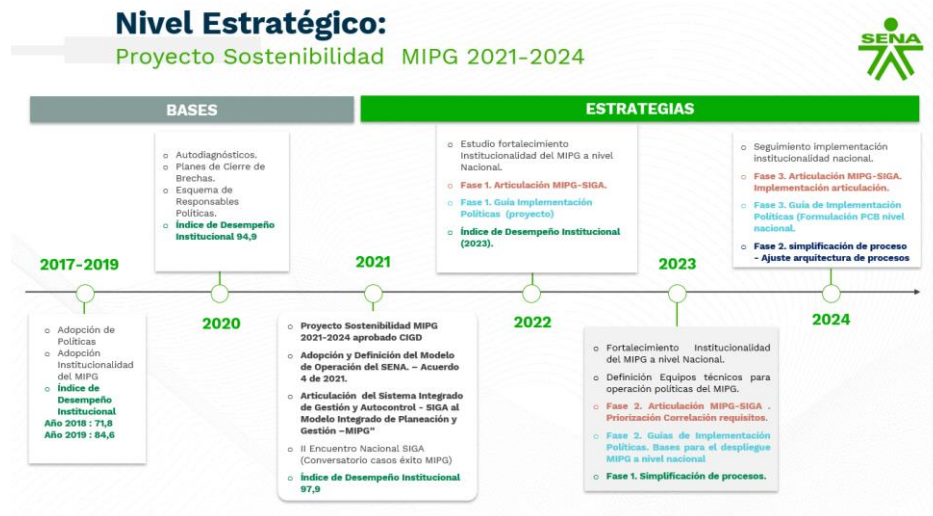 Nivel Estratégico:
Proyecto Sostenibilidad MIPG 2021-2024
SENA
BASES
ESTRATEGIAS
2017-2019
o Adopción de
Políticas
o Adopción
Institucionalidad
del MIPG
o Índice de
Desempeño
Institucional
Año 2018 : 71,8
Año 2019 : 84,6
o Autodiagnósticos.
o Planes de Cierre de
Brechas.
o Esquema de
Responsables
Políticas.
o Índice de Desempeño
Institucional 94,9
2020
2021
o Proyecto Sostenibilidad MIPG
2021-2024 aprobado CIGD
o Adopción y Definición del Modelo
de Operación del SENA. – Acuerdo
4 de 2021.
o Articulación del Sistema Integrado
de Gestión y Autocontrol - SIGA al
Modelo Integrado de Planeación y
Gestión –MIPG”
o II Encuentro Nacional SIGA
(Conversatorio casos éxito MIPG)
o Índice de Desempeño Institucional
97,9
o Estudio fortalecimiento
Institucionalidad del MIPG a nivel
Nacional.
o Fase 1. Articulación MIPG-SIGA.
o Fase 1. Guía Implementación
Políticas (proyecto)
o Índice de Desempeño Institucional
(2023).
2022
2023
o Fortalecimiento Institucionalidad
del MIPG a nivel Nacional.
o Definición Equipos técnicos para
operación políticas del MIPG.
o Fase 2. Articulación MIPG-SIGA .
Priorización Correlación requisitos.
o Fase 2. Guías de Implementación
Políticas. Bases para el despliegue
MIPG a nivel nacional
o Fase 1. Simplificación de procesos.
o Seguimiento implementación
institucionalidad nacional.
o Fase 3. Articulación MIPG-SIGA.
Implementación articulación.
o Fase 3. Guía de Implementación
Políticas (Formulación PCB nivel
nacional.
o Fase 2. simplificación de proceso
- Ajuste arquitectura de procesos
2024